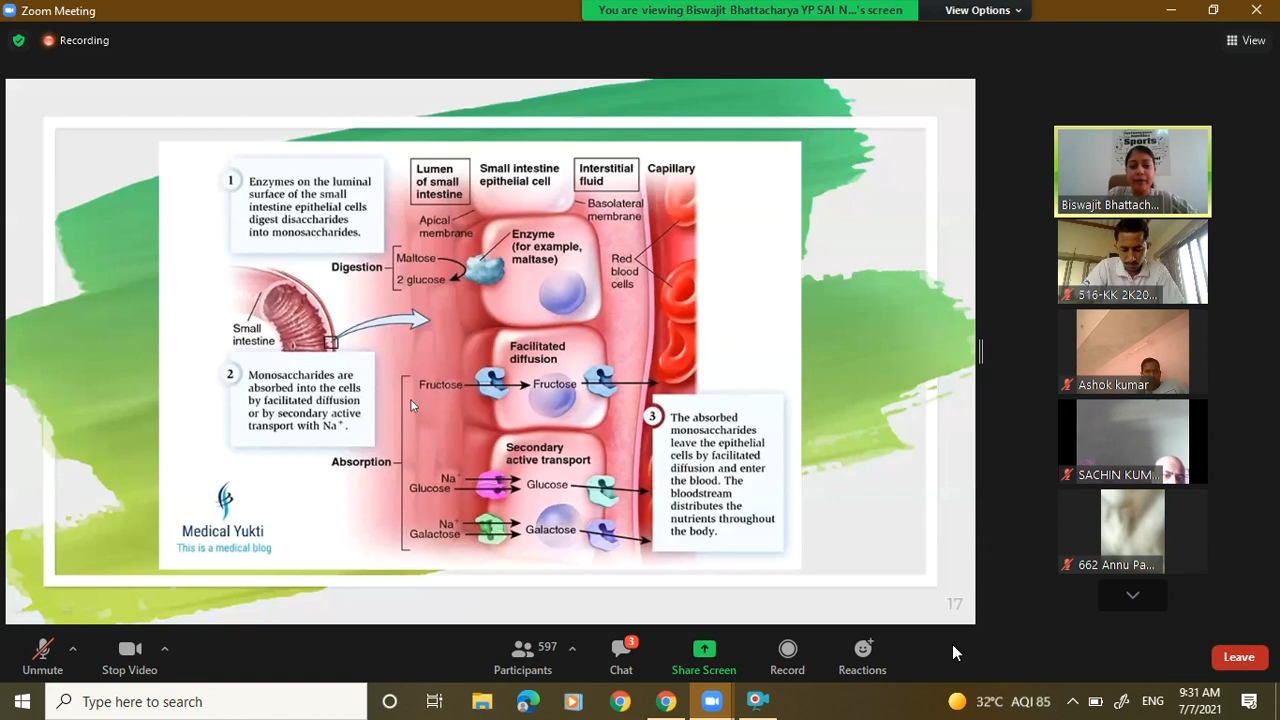 Zoom Meeting
You are viewing Biswajit Bhattacharya YP SAI N...'s screen
View Options
Recording
View
1
Enzymes on the luminal
surface of the small
intestine epithelial cells
digest disaccharides
into monosaccharides.
Lumen
of small
intestine
Small intestine
epithelial cell
Interstitial
fluid
Capillary
Apical
membrane
Basolateral
membrane
Enzyme
(for example,
maltase)
Digestion
Maltose
2 glucose
Red
blood
cells
Small
intestine
2
Monosaccharides are
absorbed into the cells
by facilitated diffusion
or by secondary active
transport with Na+.
Facilitated
diffusion
Fructose
Fructose
Absorption
Secondary
active transport
Na+
Glucose
Glucose
Na+
Galactose
Galactose
3
The absorbed
monosaccharides
leave the epithelial
cells by facilitated
diffusion and enter
the blood. The
bloodstream
distributes the
nutrients throughout
the body.
Medical Yukti
This is a medical blog
17
Sports
Biswajit Bhattach...
516-KK 2K20...
Ashok kumar
SACHIN KUM...
662 Annu Pa...
Unmute
Stop Video
597
Participants
3
Chat
Share Screen
Record
Reactions
Leave
Type here to search
32°C AQI 85
ENG
9:31 AM
7/7/2021